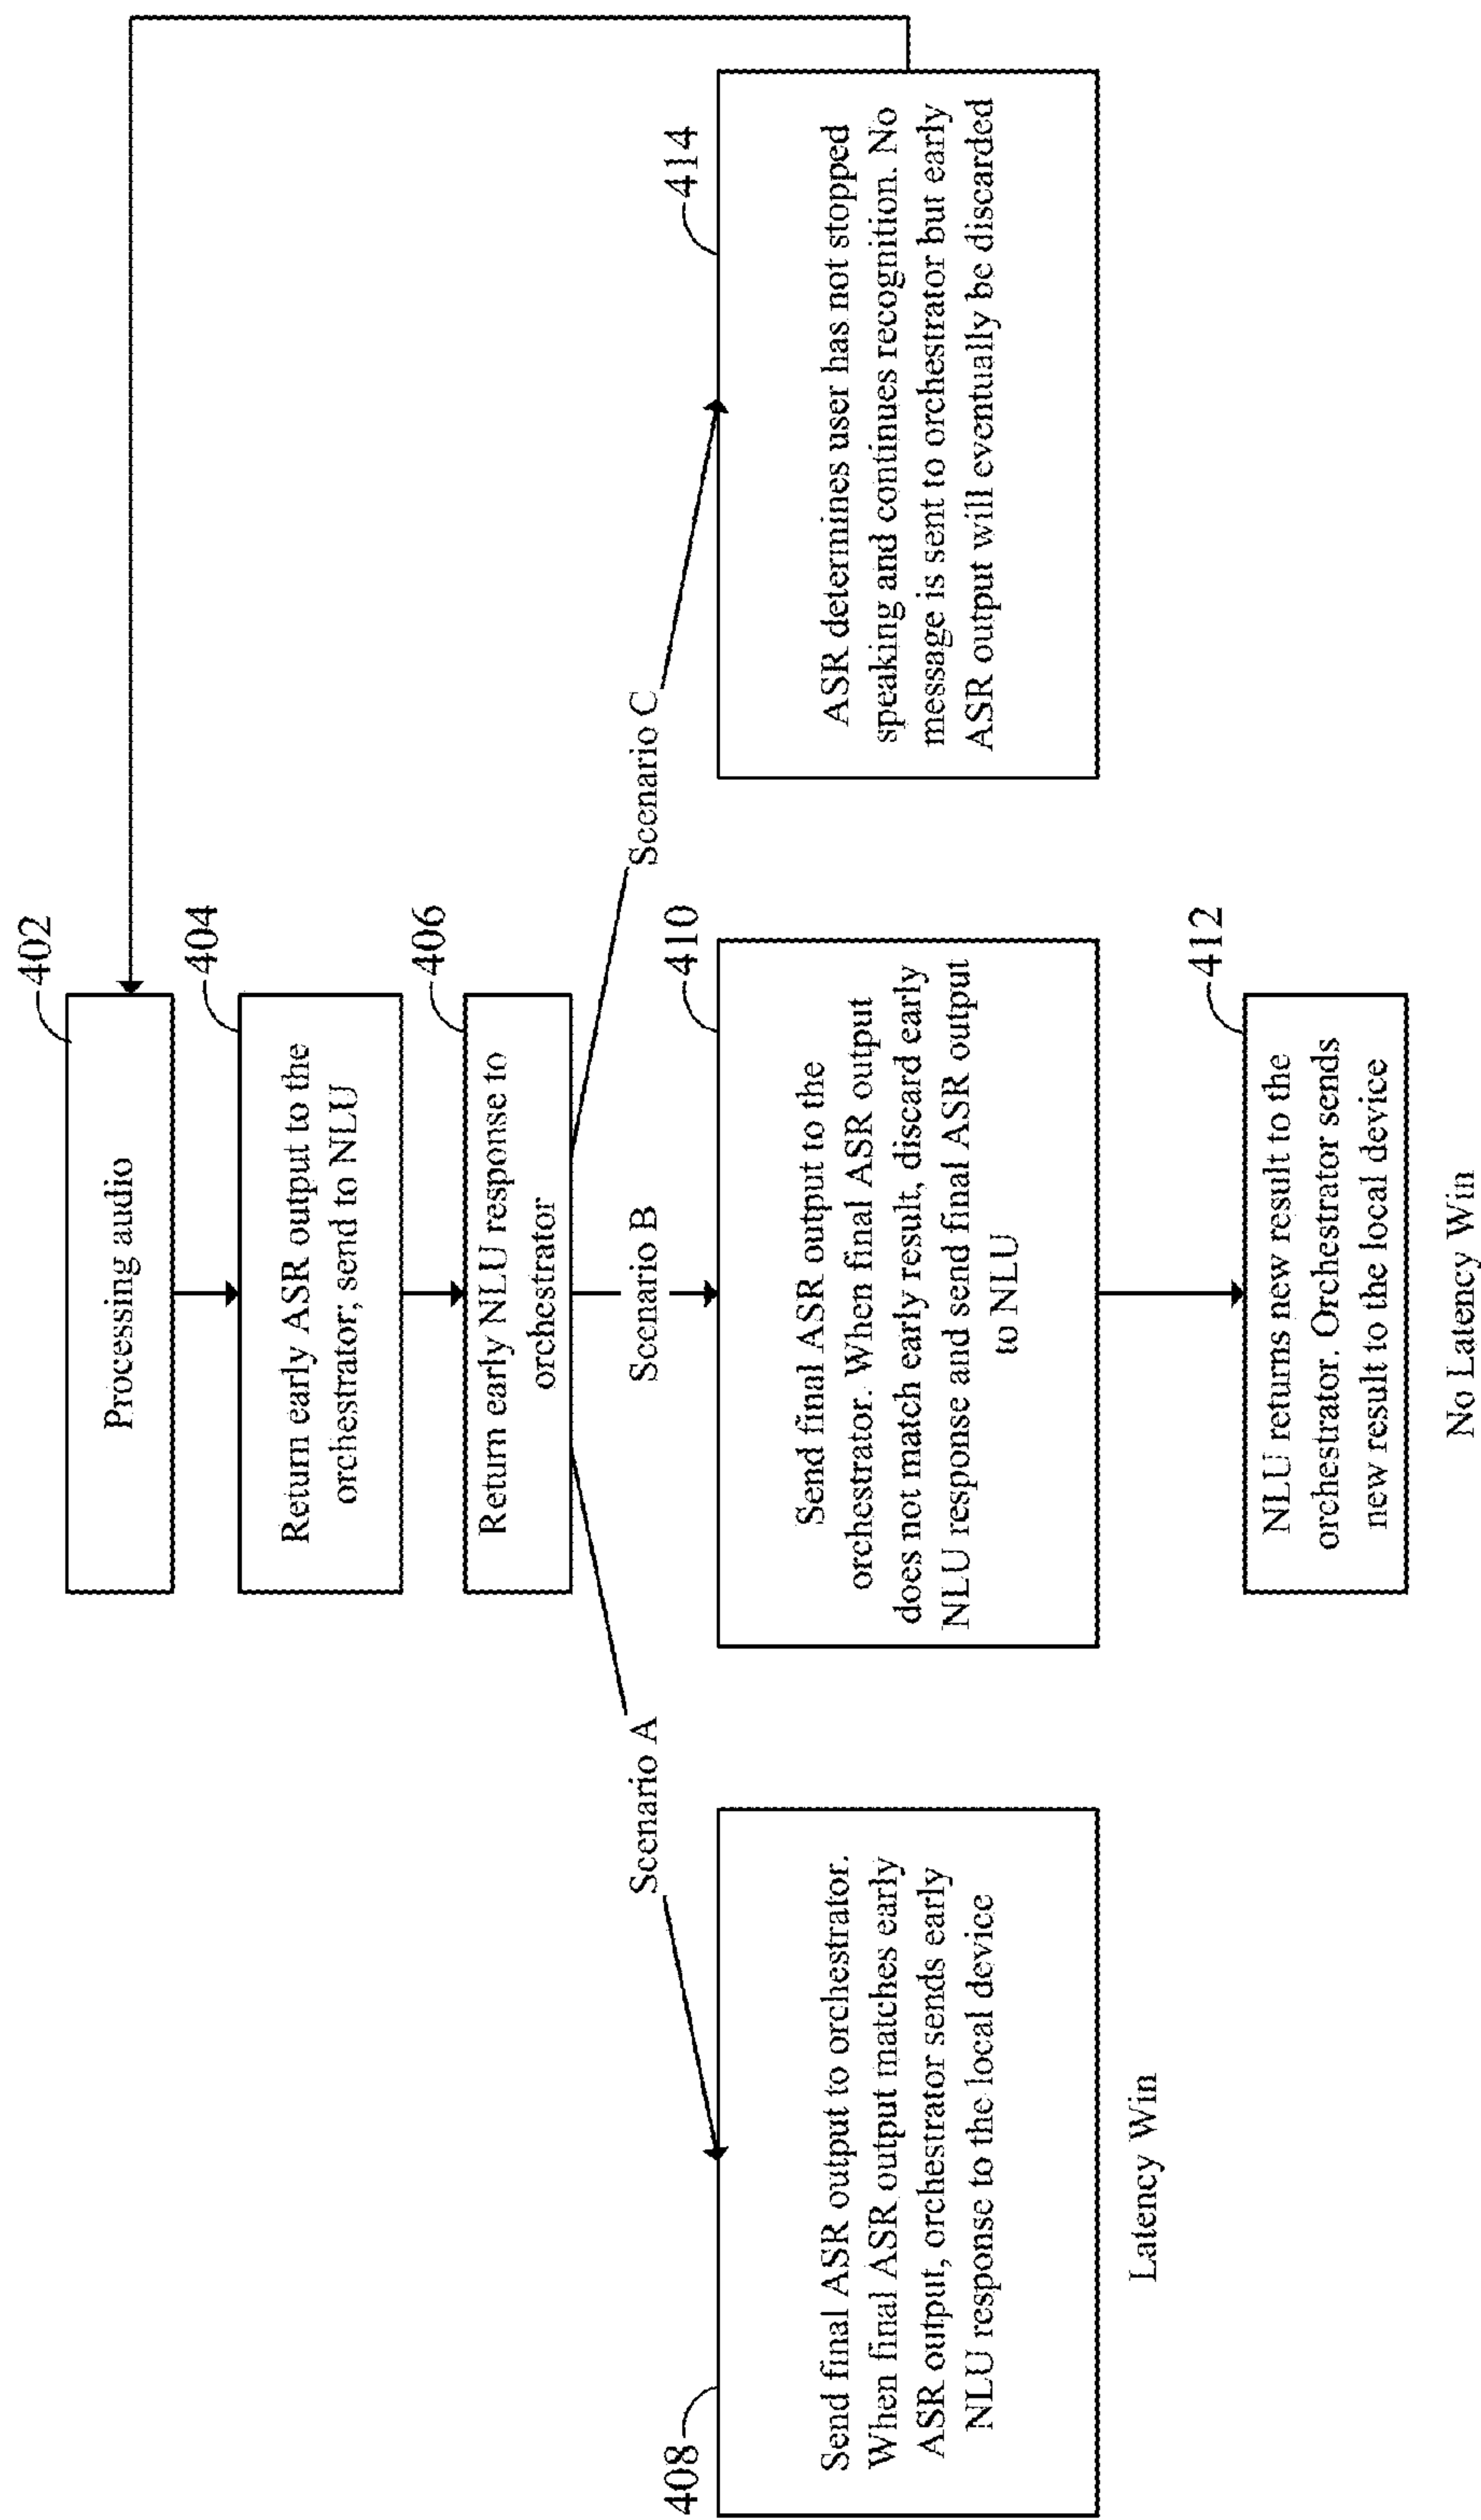 402
Processing audio
404
Return early ASR output to the
orchestrator; send to NLU
406
Return early NLU response to
orchestrator
Scenario A
Scenario B
Scenario C
408
Send final ASR output to orchestrator.
When final ASR output matches early
ASR output, orchestrator sends early
NLU response to the local device
Latency Win
410
Send final ASR output to the
orchestrator. When final ASR output
does not match early result, discard early
NLU response and send final ASR output
to NLU
414
ASR determines user has not stopped
speaking and continues recognition. No
message is sent to orchestrator but early
ASR output will eventually be discarded
412
NLU returns new result to the
orchestrator. Orchestrator sends
new result to the local device
No Latency Win